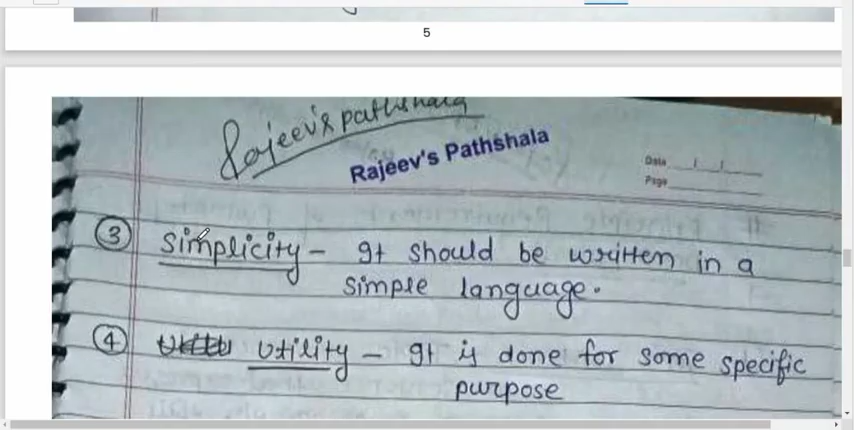 5
Rajeev's pathshala
Rajeev's Pathshala
Date
Page
③ Simplicity – It should be written in a
simple language.
④ Utility – It is done for some specific
purpose